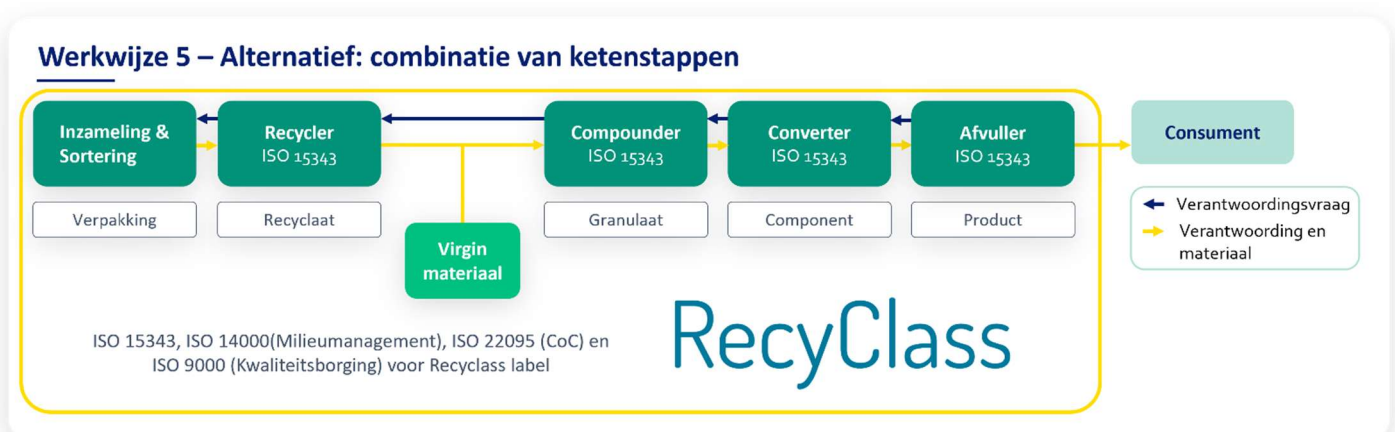 Werkwijze 5 – Alternatief: combinatie van ketenstappen
Inzameling &
Sortering
Recycler
ISO 15343
Compounder
ISO 15343
Converter
ISO 15343
Afvuller
ISO 15343
Consument
Verpakking
Recyclaat
Granulaat
Component
Product
Virgin
materiaal
Verantwoordingsvraag
Verantwoording en
materiaal
ISO 15343, ISO 14000(Milieumanagement), ISO 22095 (CoC) en
ISO 9000 (Kwaliteitsborging) voor Recyclass label
RecyClass